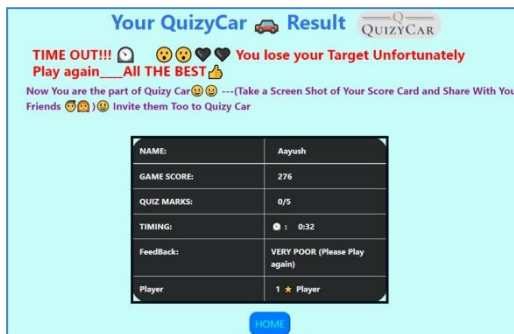 Your QuizyCar 🚗 Result
Q
QUIZYCAR
TIME OUT!!! 🕰 😯😯🖤🖤 You lose your Target Unfortunately
Play again___All THE BEST👍
Now You are the part of Quizy Car😀😀 ---(Take a Screen Shot of Your Score Card and Share With You
Friends 🧑👩)😀 Invite them Too to Quizy Car
NAME: Aayush
GAME SCORE: 276
QUIZ MARKS: 0/5
TIMING: 🕰 : 0:32
FeedBack: VERY POOR (Please Play
again)
Player 1 ⭐ Player
HOME